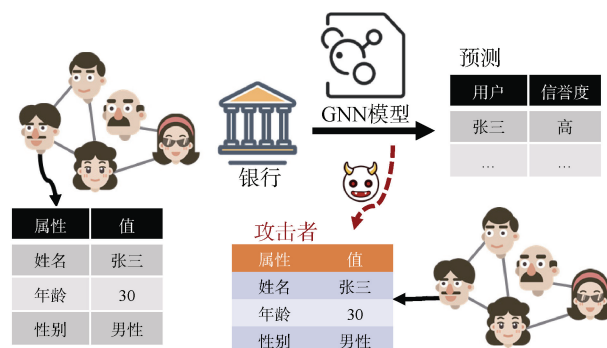 预测
GNN模型
用户 信誉度
张三 高
... ...
银行
属性 值
姓名 张三
年龄 30
性别 男性
攻击者
属性 值
姓名 张三
年龄 30
性别 男性